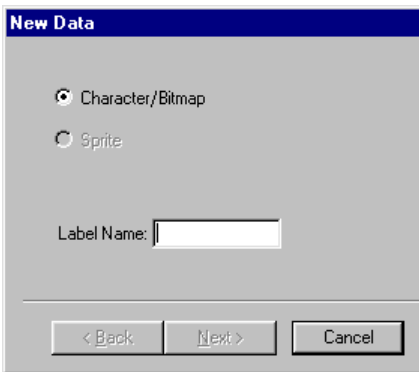 New Data
Character/Bitmap
Sprite
Label Name:
< Back Next > Cancel